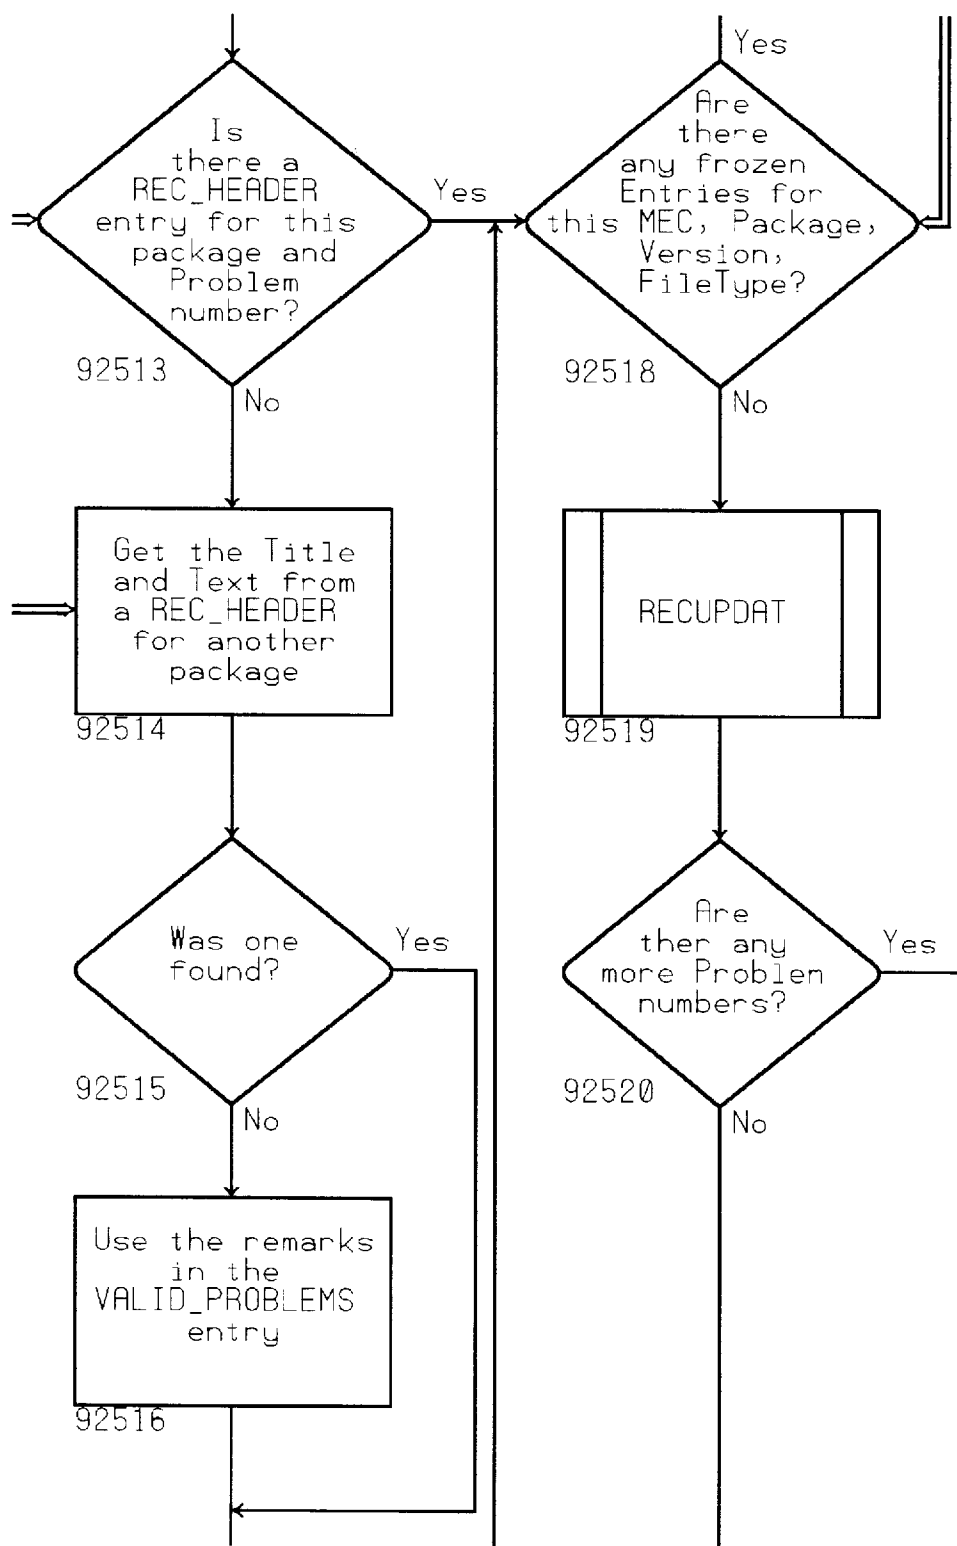 Is
there a
REC_HEADER
entry for this
package and
Problem
number?
Yes
92513
No
Get the Title
and Text from
a REC_HEADER
for another
package
92514
Was one
found?
Yes
92515
No
Use the remarks
in the
VALID_PROBLEMS
entry
92516
Yes
Are
there
any frozen
Entries for
this MEC, Package,
Version,
FileType?
92518
No
RECUPDAT
92519
Are
ther any
more Problen
numbers?
Yes
92520
No